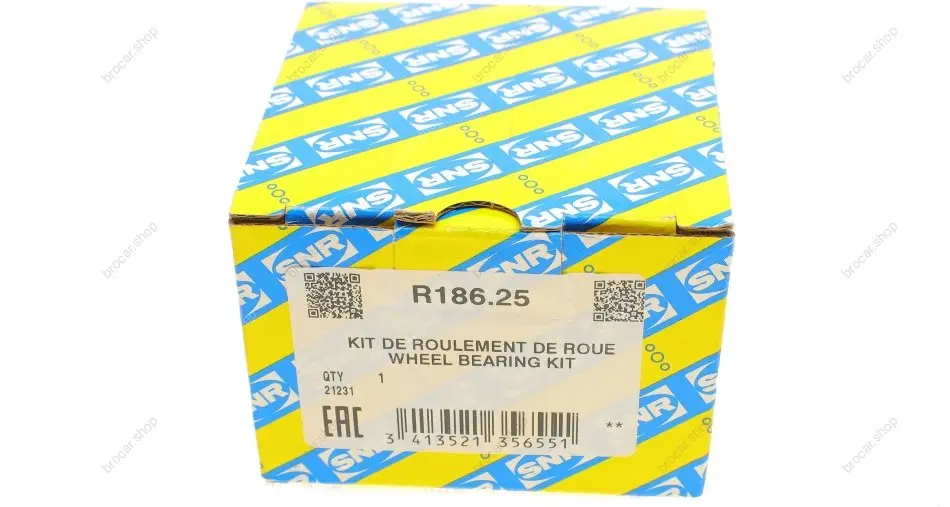 SNR
R186.25
KIT DE ROULEMENT DE ROUE
WHEEL BEARING KIT
QTY 1
21231
EAC
3 413521 356551
**
brocar.shop